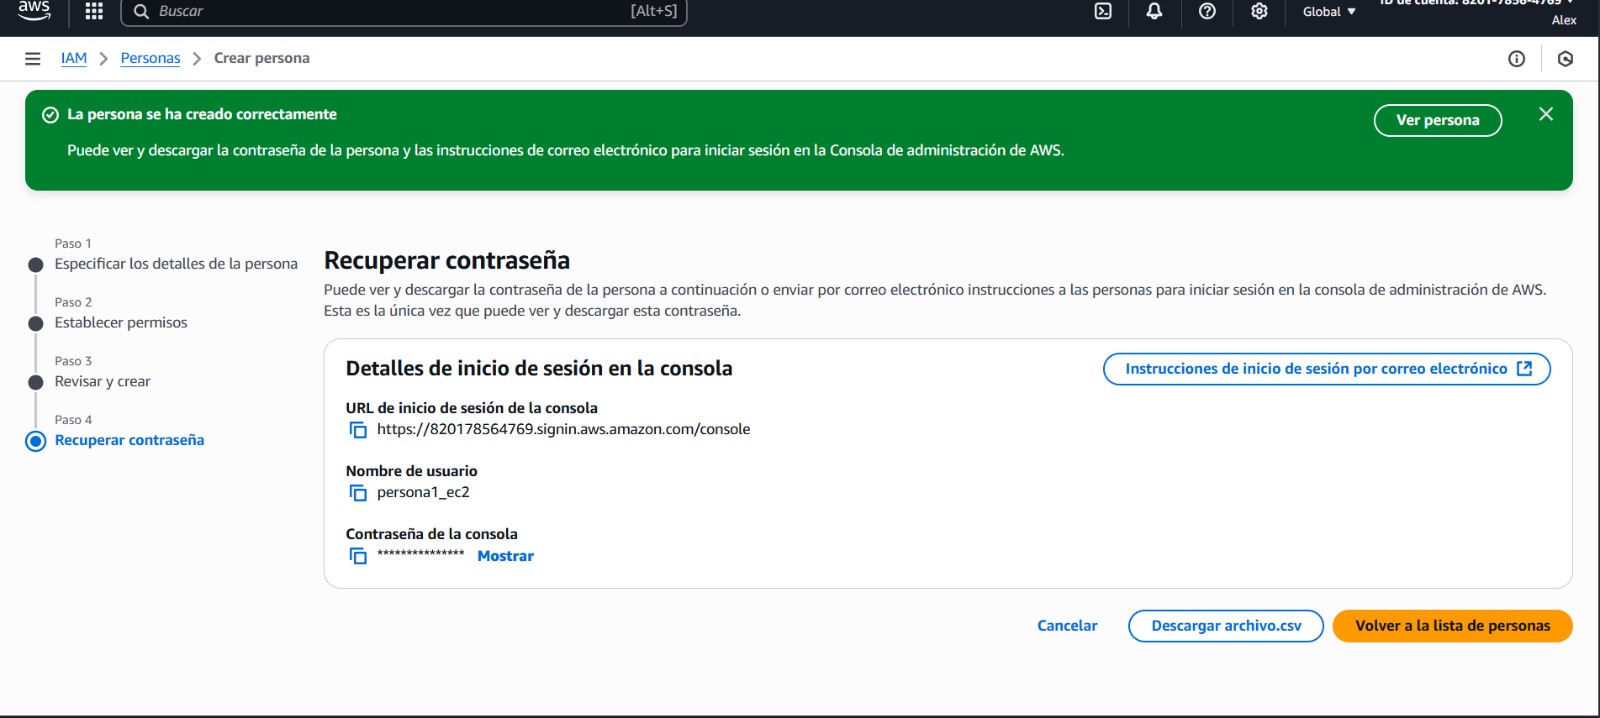 aws
Buscar
[Alt+S]
Global
ID de cuenta: 8201-7856-4769
Alex
IAM
Personas
Crear persona
La persona se ha creado correctamente
Ver persona
Puede ver y descargar la contraseña de la persona y las instrucciones de correo electrónico para iniciar sesión en la Consola de administración de AWS.
Paso 1
Especificar los detalles de la persona
Paso 2
Establecer permisos
Paso 3
Revisar y crear
Paso 4
Recuperar contraseña
Recuperar contraseña
Puede ver y descargar la contraseña de la persona a continuación o enviar por correo electrónico instrucciones a las personas para iniciar sesión en la consola de administración de AWS.
Esta es la única vez que puede ver y descargar esta contraseña.
Detalles de inicio de sesión en la consola
Instrucciones de inicio de sesión por correo electrónico
URL de inicio de sesión de la consola
https://820178564769.signin.aws.amazon.com/console
Nombre de usuario
persona1_ec2
Contraseña de la consola
*************** Mostrar
Cancelar
Descargar archivo.csv
Volver a la lista de personas